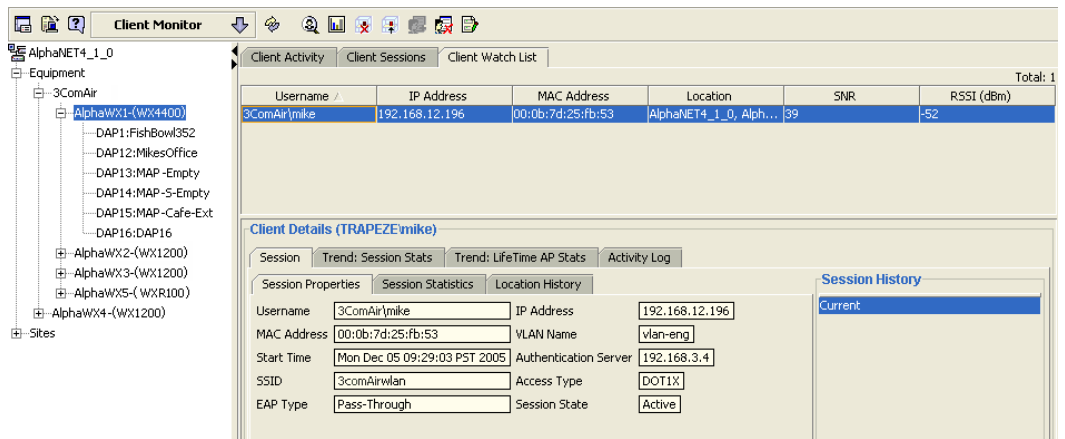 Client Monitor
AlphaNET4_1_0
Equipment
3ComAir
AlphaWX1-(WX4400)
DAP1:FishBowl352
DAP12:MikesOffice
DAP13:MAP -Empty
DAP14:MAP-S-Empty
DAP15:MAP-Cafe-Ext
DAP16:DAP16
AlphaWX2-(WX1200)
AlphaWX3-(WX1200)
AlphaWX5-( WXR100)
AlphaWX4-(WX1200)
Sites
Client Activity Client Sessions Client Watch List
Total: 1
Username IP Address MAC Address Location SNR RSSI (dBm)
3ComAir\mike 192.168.12.196 00:0b:7d:25:fb:53 AlphaNET4_1_0, Alph... 39 -52
Client Details (TRAPEZE\mike)
Session Trend: Session Stats Trend: LifeTime AP Stats Activity Log
Session Properties Session Statistics Location History
Username 3ComAir\mike IP Address 192.168.12.196
MAC Address 00:0b:7d:25:fb:53 VLAN Name vlan-eng
Start Time Mon Dec 05 09:29:03 PST 2005 Authentication Server 192.168.3.4
SSID 3comAirwlan Access Type DOT1X
EAP Type Pass-Through Session State Active
Session History
Current